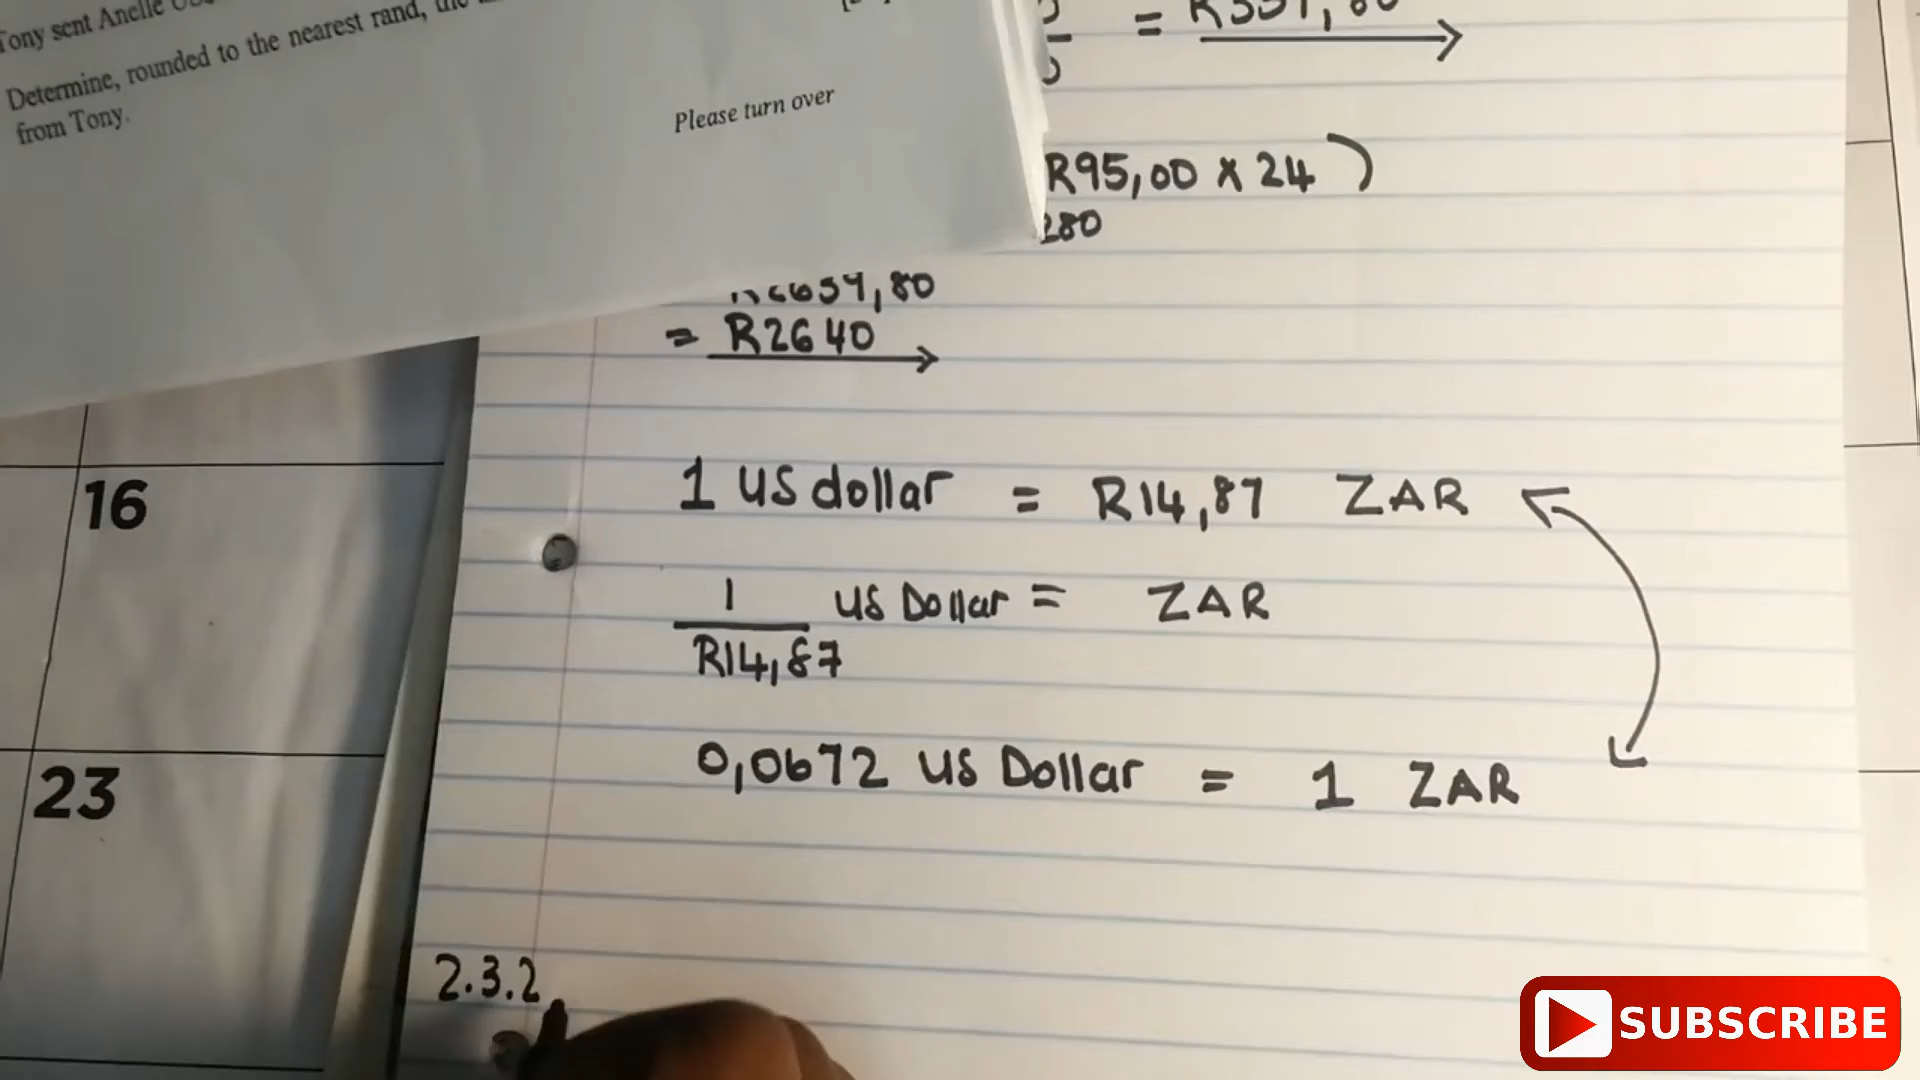 Tony sent Anelle
Determine, rounded to the nearest rand, the
from Tony.
Please turn over
=
R95,00 x 24 )
280
= R2640
1 US dollar = R14,87 ZAR
1 US Dollar = ZAR
R14,87
0,0672 US Dollar = 1 ZAR
2.3.2
16
23
SUBSCRIBE